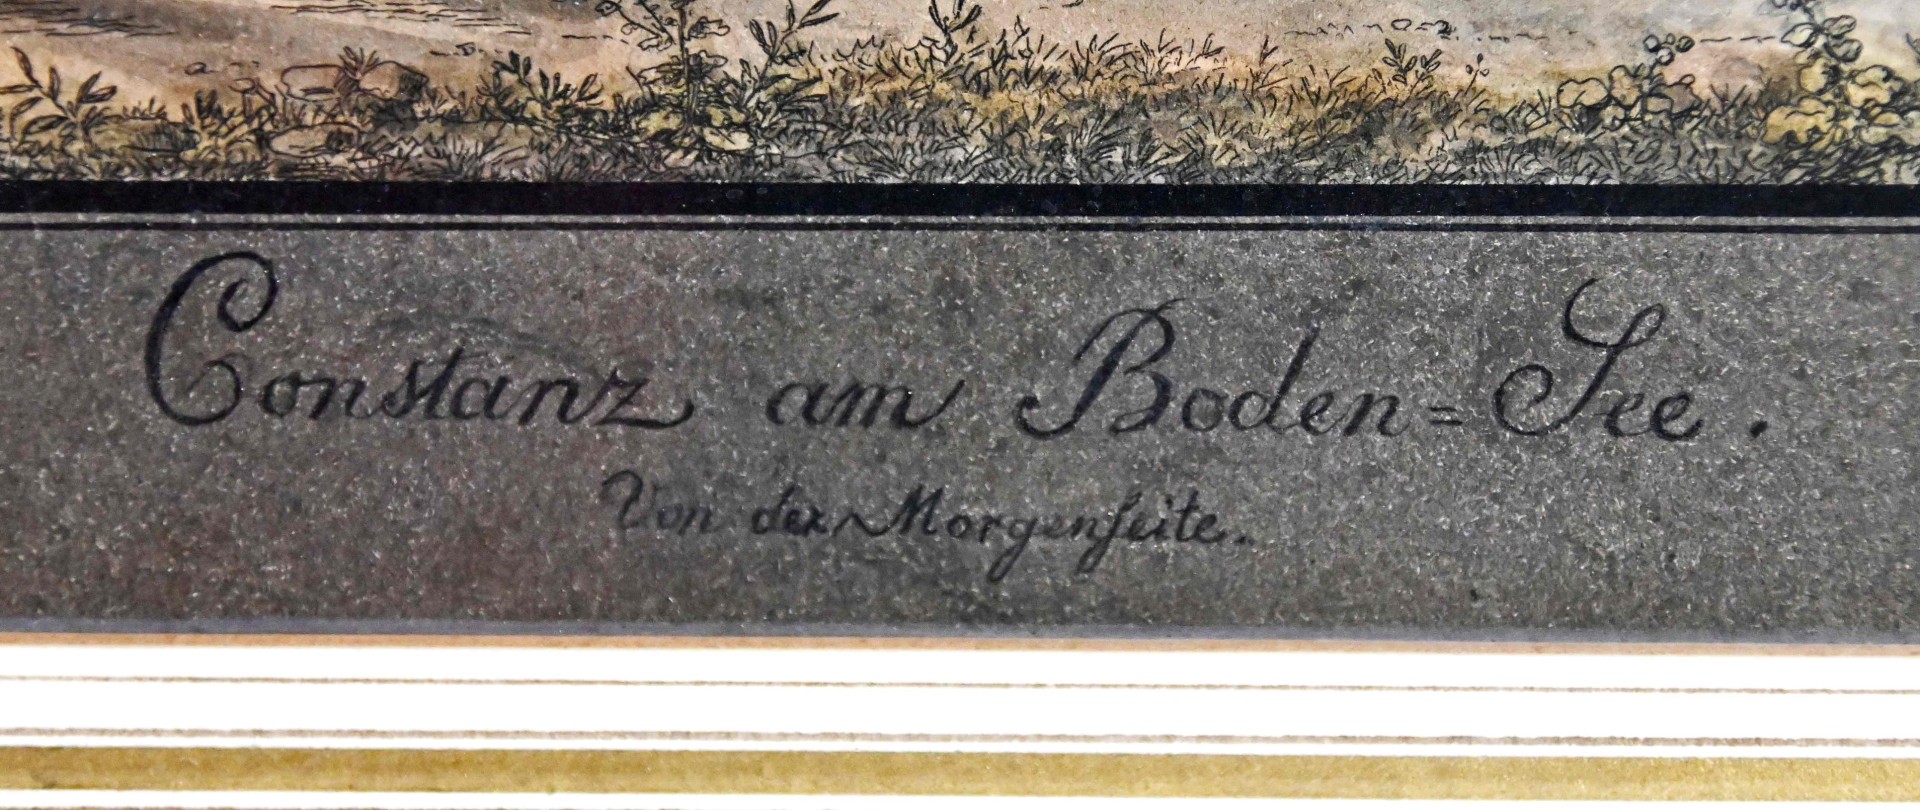 Constanz am Boden=See.
Von der Morgenſeite.